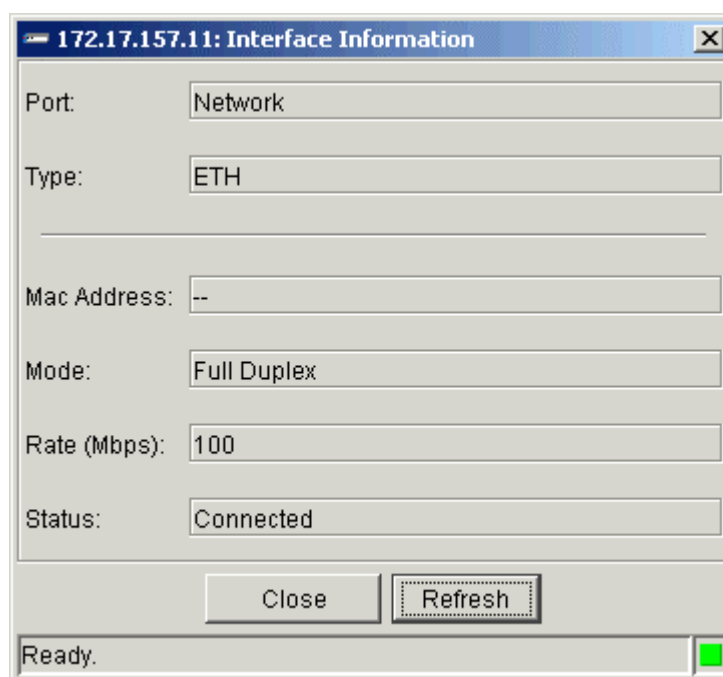 172.17.157.11: Interface Information
Port: Network
Type: ETH
Mac Address: --
Mode: Full Duplex
Rate (Mbps): 100
Status: Connected
Close Refresh
Ready.